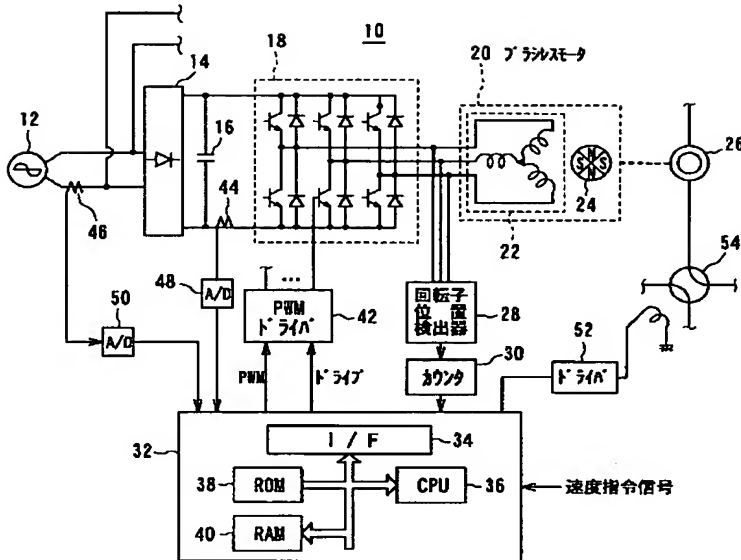 10
14
18
20 ブラシレスモータ
12
16
26
N
S S
N
24
44
46
22
54
48
A/D
...
回転子
位置
検出器
28
PWM
ドライバ
42
50
A/D
52
ドライバ
30
カウンタ
PWM
ドライブ
32
I/F
34
38
ROM
CPU
36
速度指令信号
40
RAM